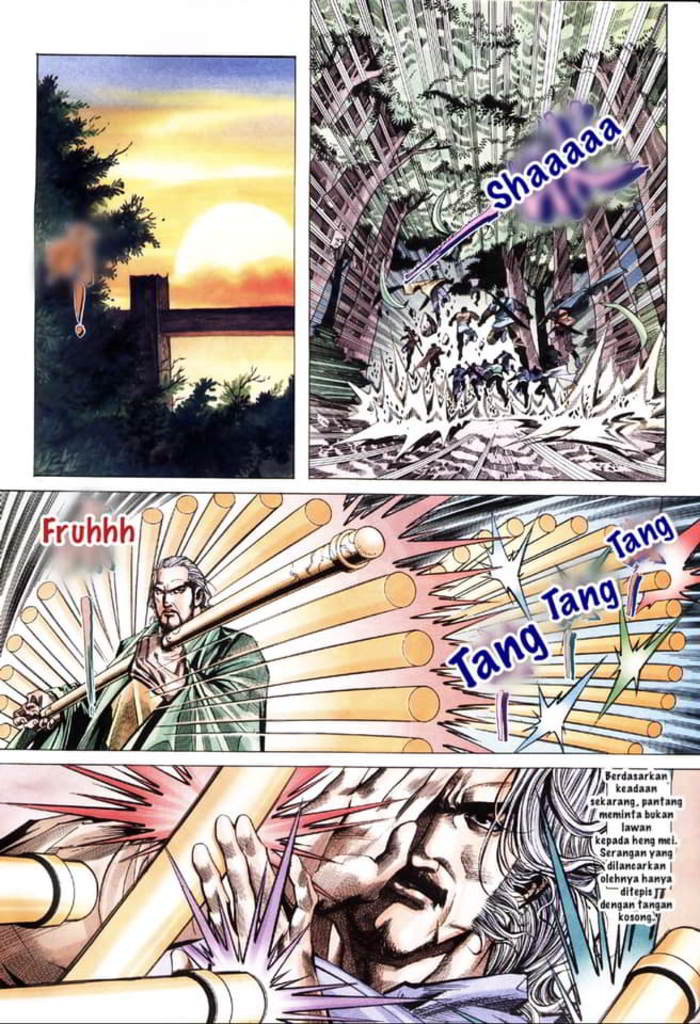 Shaaaaa
Fruhhh
Tang
Tang
Tang
Berdasarkan
keadaan
sekarang, pantang
meminta bukan
lawan
kepada heng mei.
Serangan yang
dilancarkan
olehnya hanya
ditepis
dengan tangan
kosong.